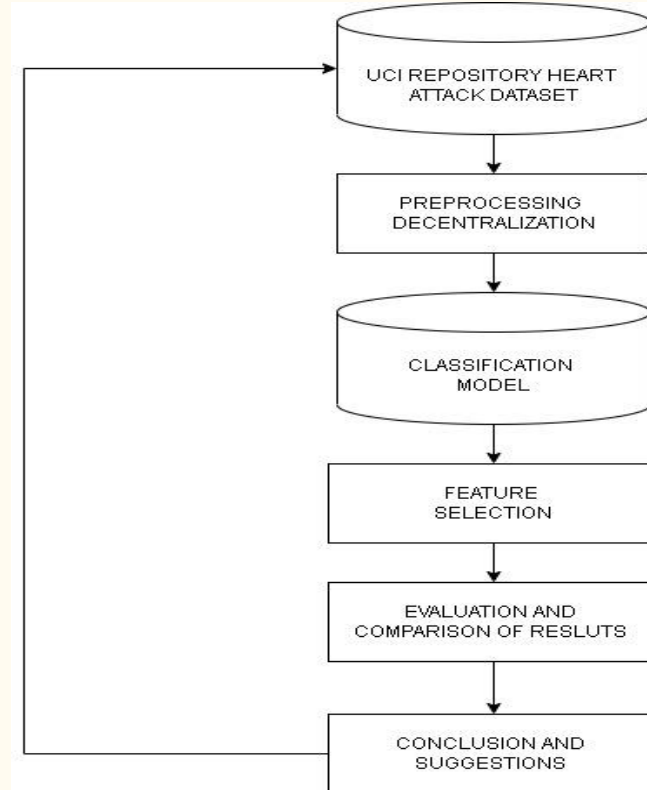 UCI REPOSITORY HEART
ATTACK DATASET
PREPROCESSING
DECENTRALIZATION
CLASSIFICATION
MODEL
FEATURE
SELECTION
EVALUATION AND
COMPARISON OF RESLUTS
CONCLUSION AND
SUGGESTIONS